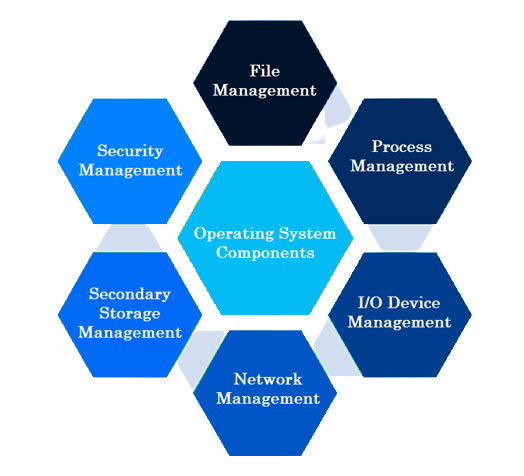 File
Management
Process
Management
I/O Device
Management
Network
Management
Secondary
Storage
Management
Security
Management
Operating System
Components